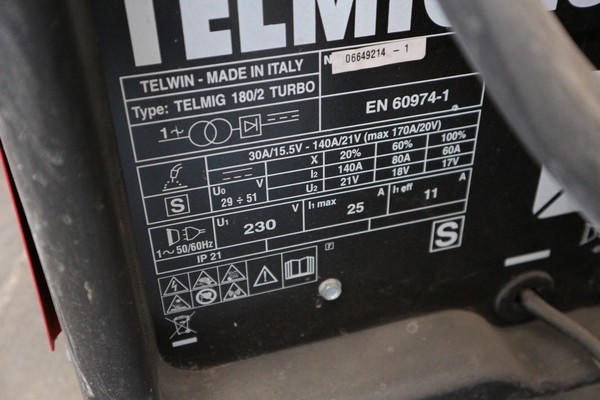 TELMIG
TELWIN - MADE IN ITALY
N 06649214 - 1
Type: TELMIG 180/2 TURBO
EN 60974-1
1~
30A/15.5V - 140A/21V (max 170A/20V)
X 20% 60% 100%
I2 140A 80A 60A
U2 21V 18V 17V
S
U0 V
29 ÷ 51
1~50/60Hz
U1 230 V
I1 max 25 A
I1 eff 11 A
IP 21
S